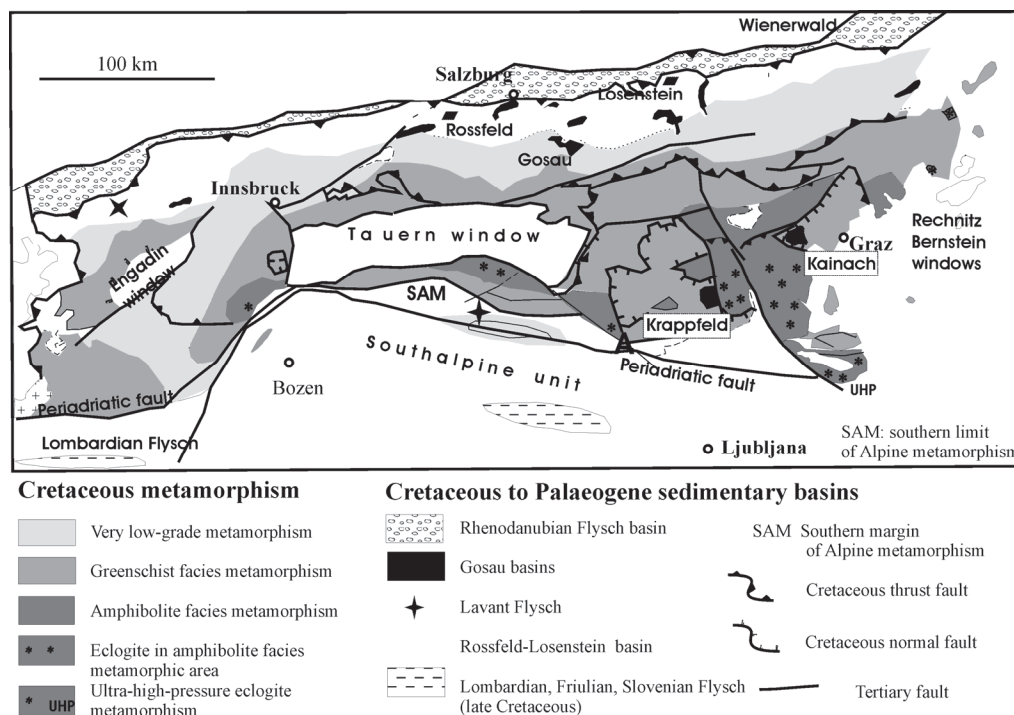 Wienerwald
100 km
Salzburg
Losenstein
Rossfeld
Gosau
Innsbruck
Tauern window
Engadin
window
Graz
Rechnitz
Bernstein
windows
Kainach
SAM
Krappfeld
Southalpine unit
Periadriatic fault
Bozen
UHP
Periadriatic fault
Lombardian Flysch
Ljubljana
SAM: southern limit
of Alpine metamorphism
Cretaceous metamorphism
Very low-grade metamorphism
Greenschist facies metamorphism
Amphibolite facies metamorphism
Eclogite in amphibolite facies
metamorphic area
UHP
Ultra-high-pressure eclogite
metamorphism
Cretaceous to Palaeogene sedimentary basins
Rhenodanubian Flysch basin
Gosau basins
Lavant Flysch
Rossfeld-Losenstein basin
Lombardian, Friulian, Slovenian Flysch
(late Cretaceous)
SAM Southern margin
of Alpine metamorphism
Cretaceous thrust fault
Cretaceous normal fault
Tertiary fault